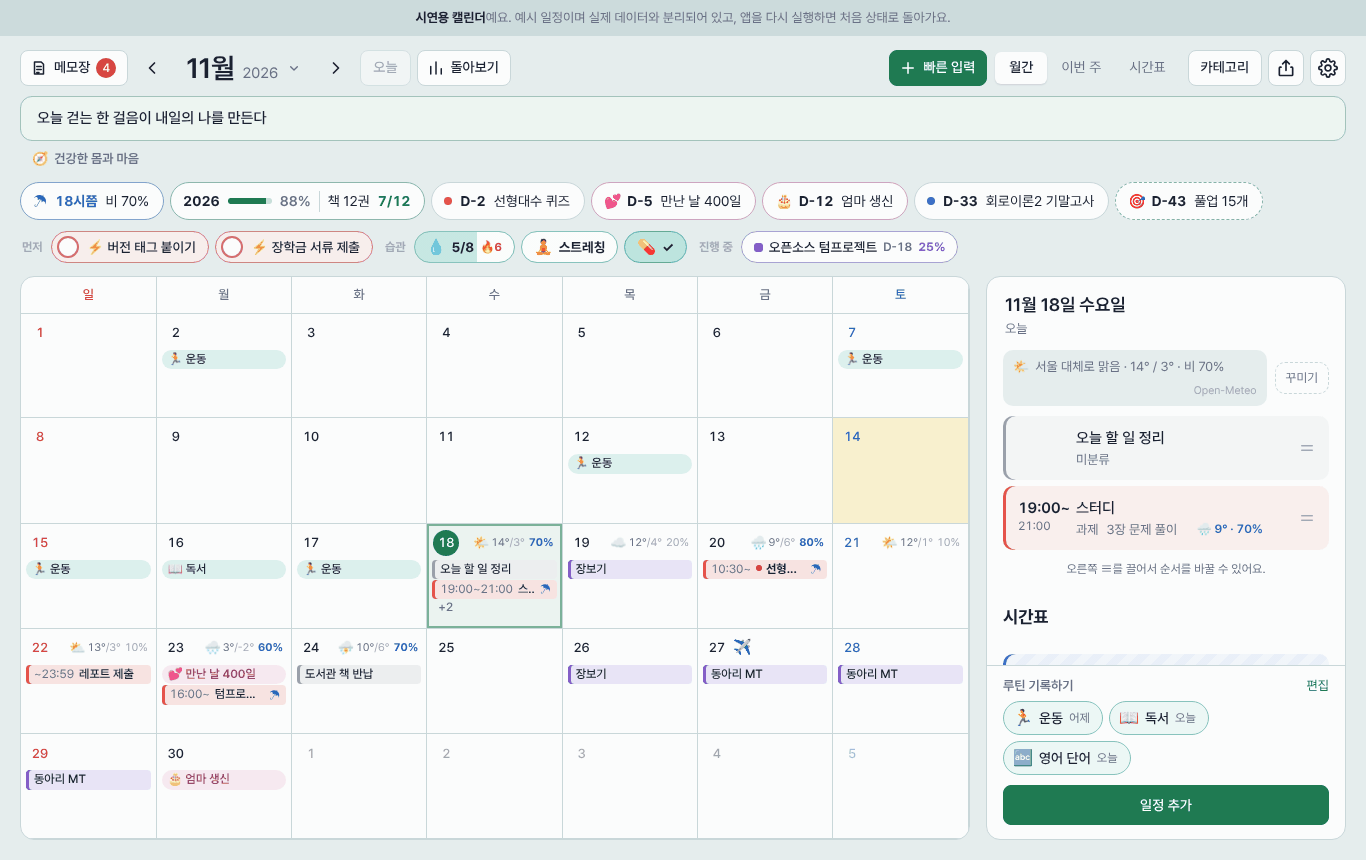 시연용 캘린더예요. 예시 일정이며 실제 데이터와 분리되어 있고, 앱을 다시 실행하면 처음 상태로 돌아가요.
메모장 4
11월 2026
오늘
돌아보기
빠른 입력
월간
이번 주
시간표
카테고리
오늘 걷는 한 걸음이 내일의 나를 만든다
건강한 몸과 마음
18시쯤 비 70%
2026 88% 책 12권 7/12
D-2 선형대수 퀴즈
D-5 만난 날 400일
D-12 엄마 생신
D-33 회로이론2 기말고사
D-43 풀업 15개
먼저
버전 태그 붙이기
장학금 서류 제출
습관
5/8 6
스트레칭
진행 중
오픈소스 텀프로젝트 D-18 25%
일 월 화 수 목 금 토
1 2 3 4 5 6 7
운동
운동
8 9 10 11 12 13 14
운동
15
운동
16
독서
17
운동
18 14°/3° 70%
오늘 할 일 정리
19:00~21:00 스..
+2
19 12°/4° 20%
장보기
20 9°/6° 80%
10:30~ 선형...
21 12°/1° 10%
22 13°/3° 10%
~23:59 레포트 제출
23 3°/-2° 60%
만난 날 400일
16:00~ 텀프로...
24 10°/6° 70%
도서관 책 반납
25
26
장보기
27
동아리 MT
28
동아리 MT
29
동아리 MT
30
엄마 생신
1 2 3 4 5
11월 18일 수요일
오늘
서울 대체로 맑음 · 14° / 3° · 비 70%
Open-Meteo
꾸미기
오늘 할 일 정리
미분류
19:00~ 스터디
21:00 과제 3장 문제 풀이 9° · 70%
오른쪽 ≡를 끌어서 순서를 바꿀 수 있어요.
시간표
루틴 기록하기
편집
운동 어제
독서 오늘
abc 영어 단어 오늘
일정 추가